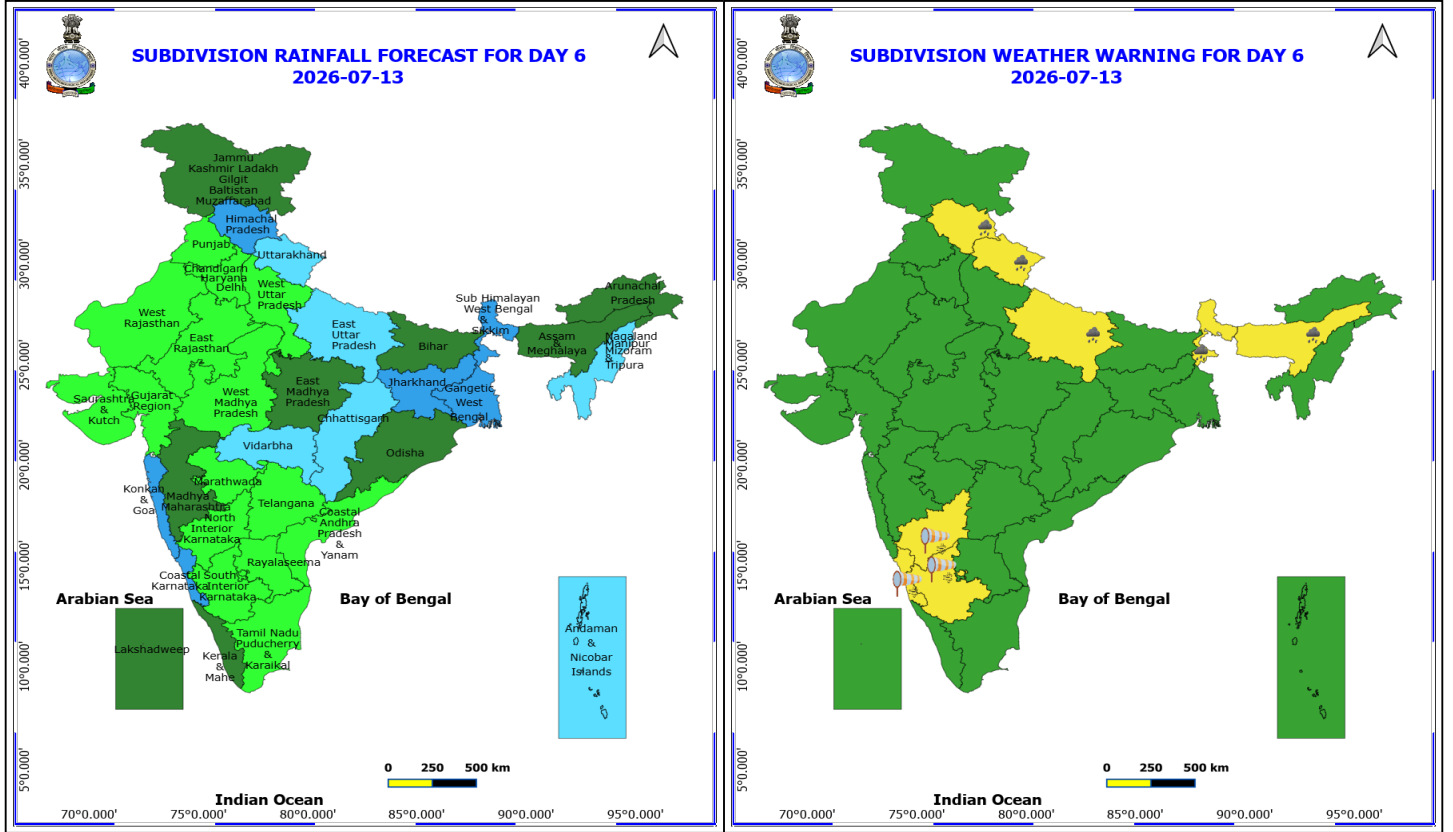 SUBDIVISION RAINFALL FORECAST FOR DAY 6
2026-07-13
40°0.000'
35°0.000'
30°0.000'
25°0.000'
20°0.000'
15°0.000'
10°0.000'
5°0.000'
Jammu
Kashmir Ladakh
Gilgit
Baltistan
Muzaffarabad
Himachal
Pradesh
Punjab
Uttarakhand
Chandigarh
Haryana
Delhi
West
Uttar
Pradesh
West
Rajasthan
East
Rajasthan
East
Uttar
Pradesh
Bihar
Sub Himalayan
West Bengal
&
Sikkim
Arunachal
Pradesh
Assam
&
Meghalaya
Nagaland
Manipur
Mizoram
&
Tripura
Saurashtra
&
Kutch
Gujarat
Region
West
Madhya
Pradesh
East
Madhya
Pradesh
Jharkhand
Gangetic
West
Bengal
Chhattisgarh
Vidarbha
Odisha
Konkan
&
Goa
Madhya
Maharashtra
Marathwada
Telangana
North
Interior
Karnataka
Coastal
Andhra
Pradesh
&
Yanam
Rayalaseema
Coastal
Karnataka
South
Interior
Karnataka
Arabian Sea
Bay of Bengal
Lakshadweep
Kerala
&
Mahe
Tamil Nadu
Puducherry
&
Karaikal
Andaman
&
Nicobar
Islands
0 250 500 km
Indian Ocean
70°0.000' 75°0.000' 80°0.000' 85°0.000' 90°0.000' 95°0.000'
SUBDIVISION WEATHER WARNING FOR DAY 6
2026-07-13
40°0.000'
35°0.000'
30°0.000'
25°0.000'
20°0.000'
15°0.000'
10°0.000'
5°0.000'
Arabian Sea
Bay of Bengal
0 250 500 km
Indian Ocean
70°0.000' 75°0.000' 80°0.000' 85°0.000' 90°0.000' 95°0.000'